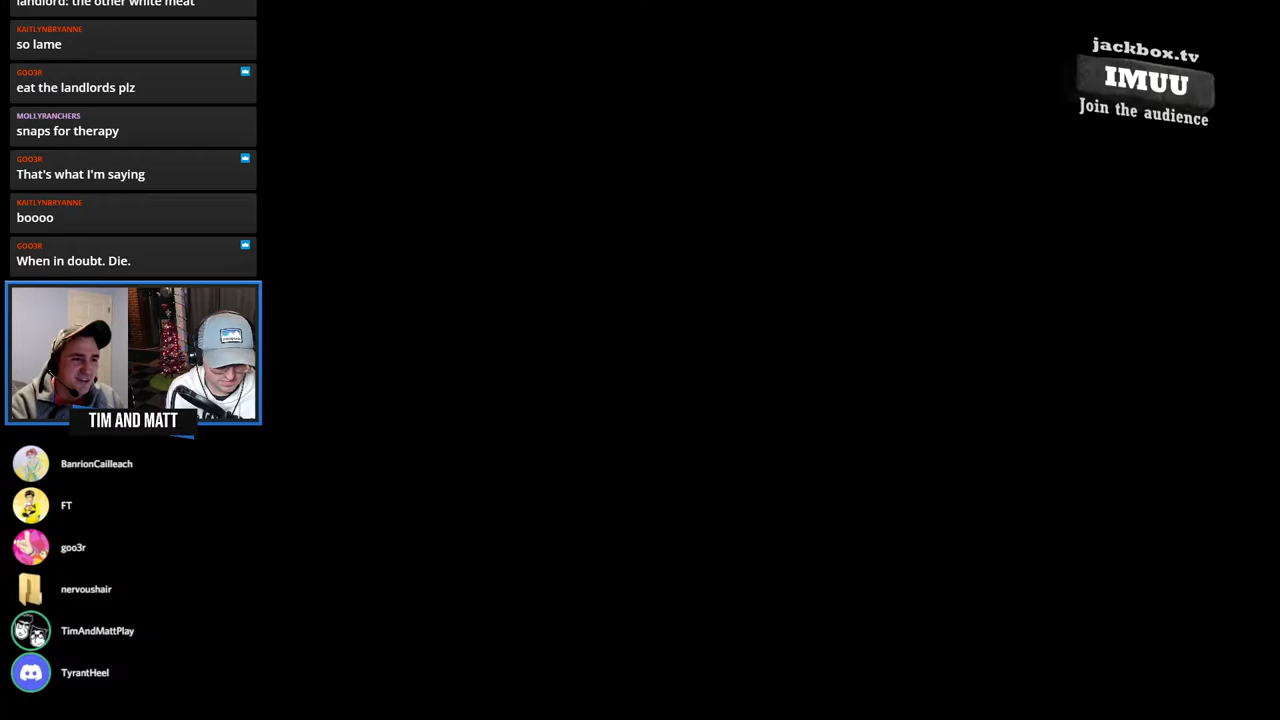 landlord: the other white meat
KAITLYNBRYANNE
so lame
GOO3R
eat the landlords plz
MOLLYRANCHERS
snaps for therapy
GOO3R
That's what I'm saying
KAITLYNBRYANNE
boooo
GOO3R
When in doubt. Die.
TIM AND MATT
BanrionCailleach
FT
goo3r
nervoushair
TimAndMattPlay
TyrantHeel
jackbox.tv
IMUU
Join the audience